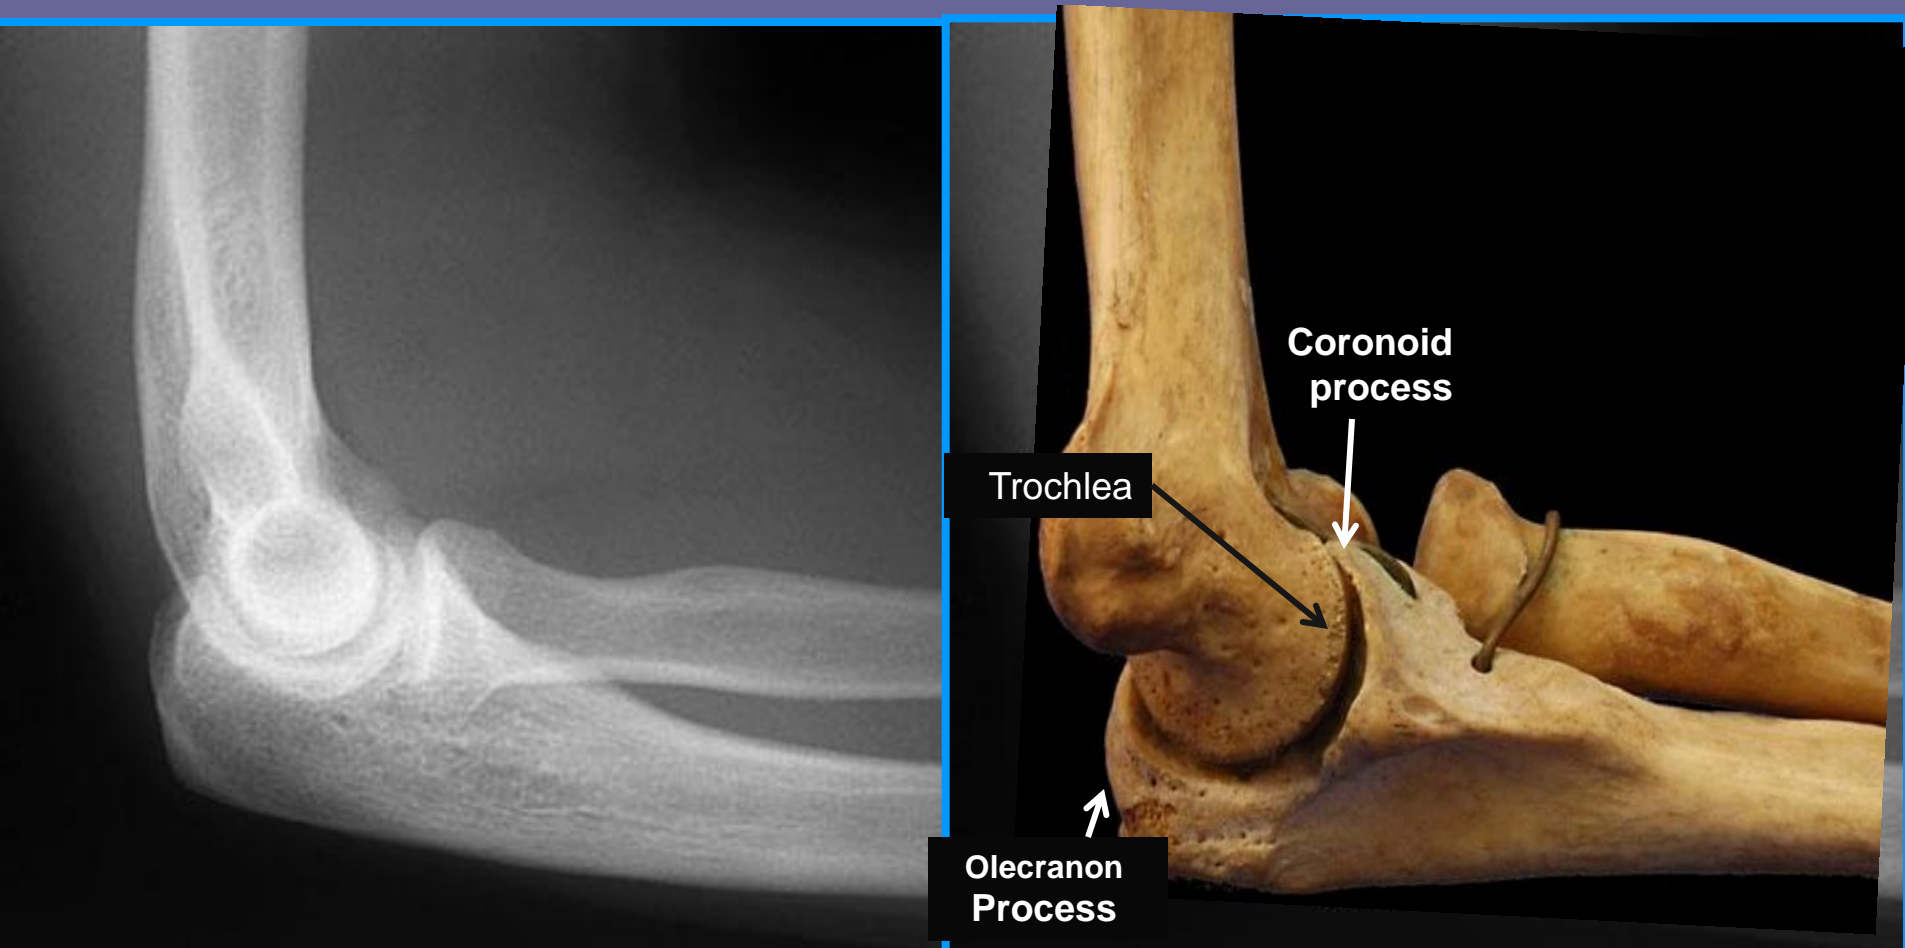 Coronoid
process
Trochlea
Olecranon
Process